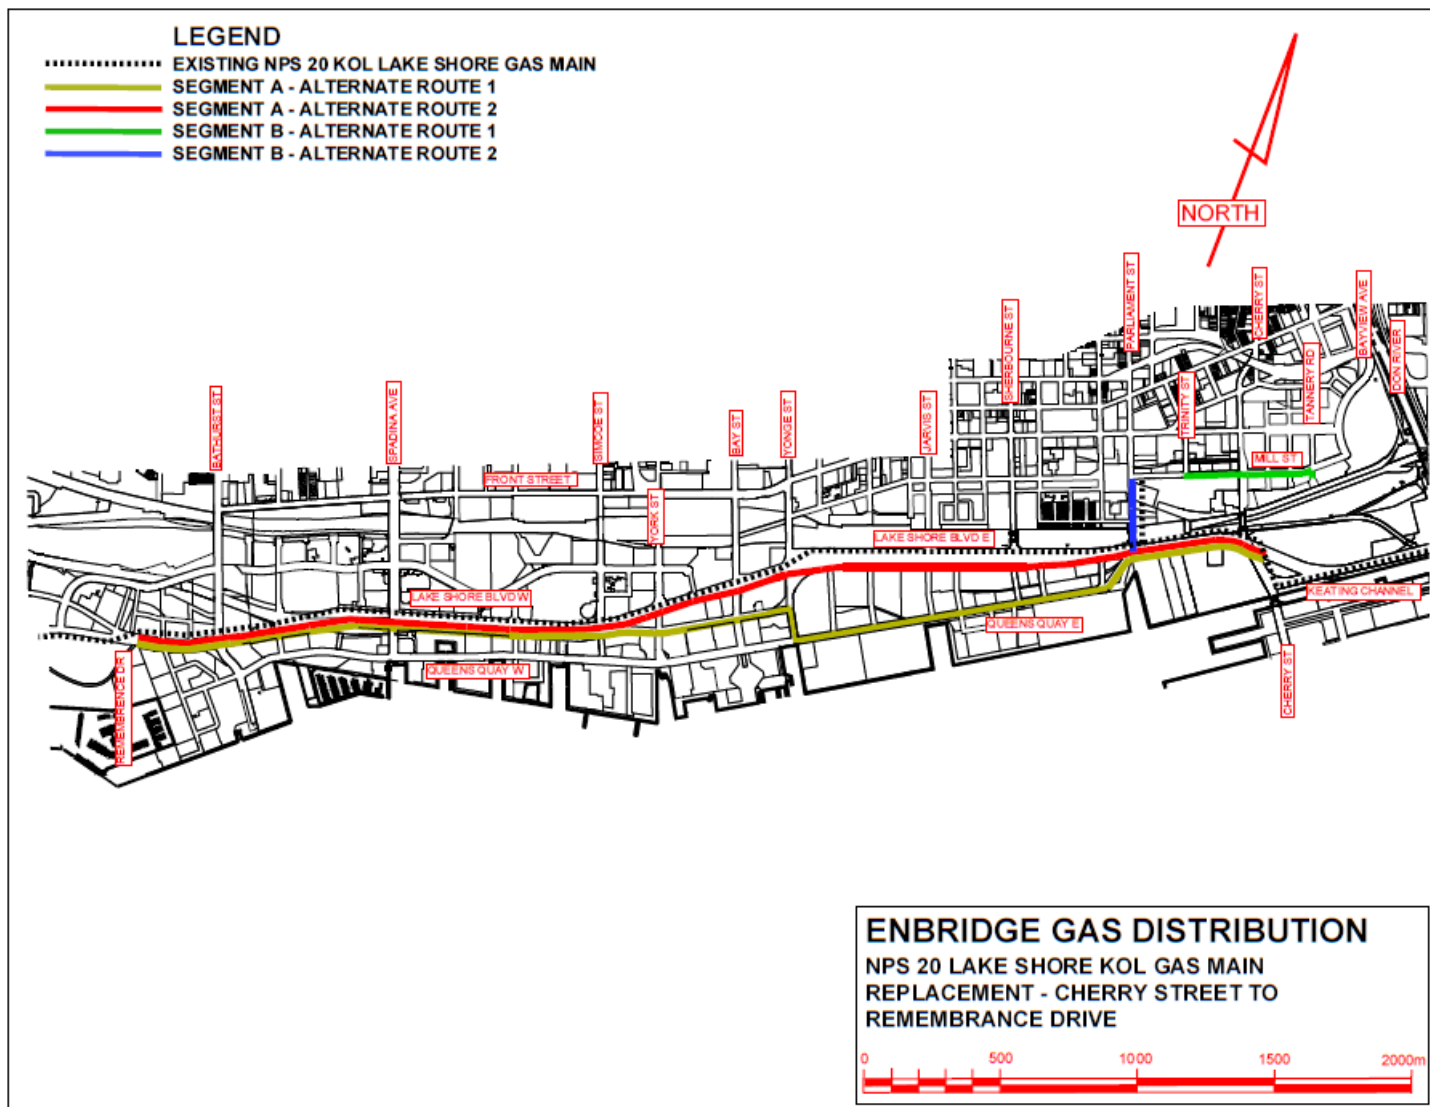 LEGEND
EXISTING NPS 20 KOL LAKE SHORE GAS MAIN
SEGMENT A - ALTERNATE ROUTE 1
SEGMENT A - ALTERNATE ROUTE 2
SEGMENT B - ALTERNATE ROUTE 1
SEGMENT B - ALTERNATE ROUTE 2
NORTH
BATHURST ST
SPADINA AVE
SIMCOE ST
BAY ST
YONGE ST
JARVIS ST
SHERBOURNE ST
PARLIAMENT ST
TRINITY ST
CHERRY ST
TANNERY RD
BAYVIEW AVE
DON RIVER
MILL ST
FRONT STREET
YORK ST
LAKE SHORE BLVD E
LAKE SHORE BLVD W
KEATING CHANNEL
QUEENS QUAY E
QUEENS QUAY W
REMEMBRENCE DR
CHERRY ST
ENBRIDGE GAS DISTRIBUTION
NPS 20 LAKE SHORE KOL GAS MAIN
REPLACEMENT - CHERRY STREET TO
REMEMBRANCE DRIVE
0 500 1000 1500 2000m